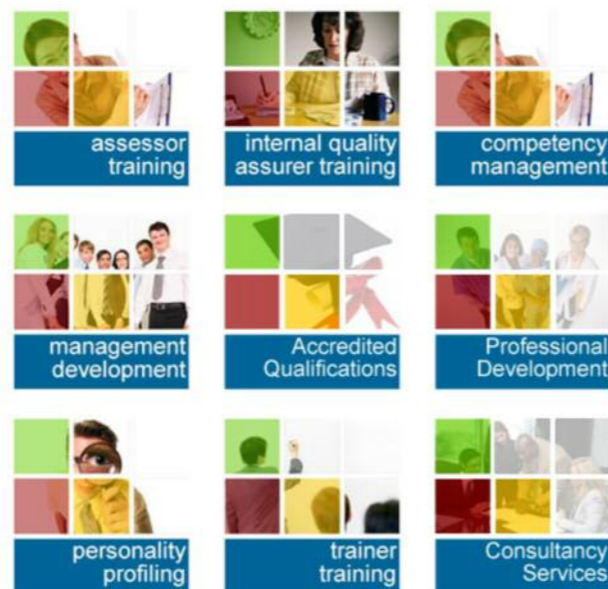 assessor
training
internal quality
assurer training
competency
management
management
development
Accredited
Qualifications
Professional
Development
personality
profiling
trainer
training
Consultancy
Services